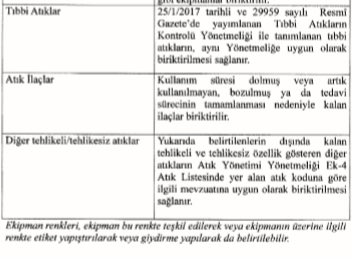 Tıbbi Atıklar
25/1/2017 tarihli ve 29959 sayılı Resmî
Gazete'de yayımlanan Tıbbi Atıkların
Kontrolü Yönetmeliği ile tanımlanan tıbbi
atıkların, aynı Yönetmeliğe uygun olarak
biriktirilmesi sağlanır.
Atık İlaçlar
Kullanım süresi dolmuş veya artık
kullanılmayan, bozulmuş ya da tedavi
sürecinin tamamlanması nedeniyle kalan
ilaçlar biriktirilir.
Diğer tehlikeli/tehlikesiz atıklar
Yukarıda belirtilenlerin dışında kalan
tehlikeli ve tehlikesiz özellik gösteren diğer
atıkların Atık Yönetimi Yönetmeliği Ek-4
Atık Listesinde yer alan atık koduna göre
ilgili mevzuatına uygun olarak biriktirilmesi
sağlanır.
Ekipman renkleri, ekipman bu renkte teşkil edilerek veya ekipmanın üzerine ilgili
renkte etiket yapıştırılarak veya giydirme yapılarak da belirtilebilir.